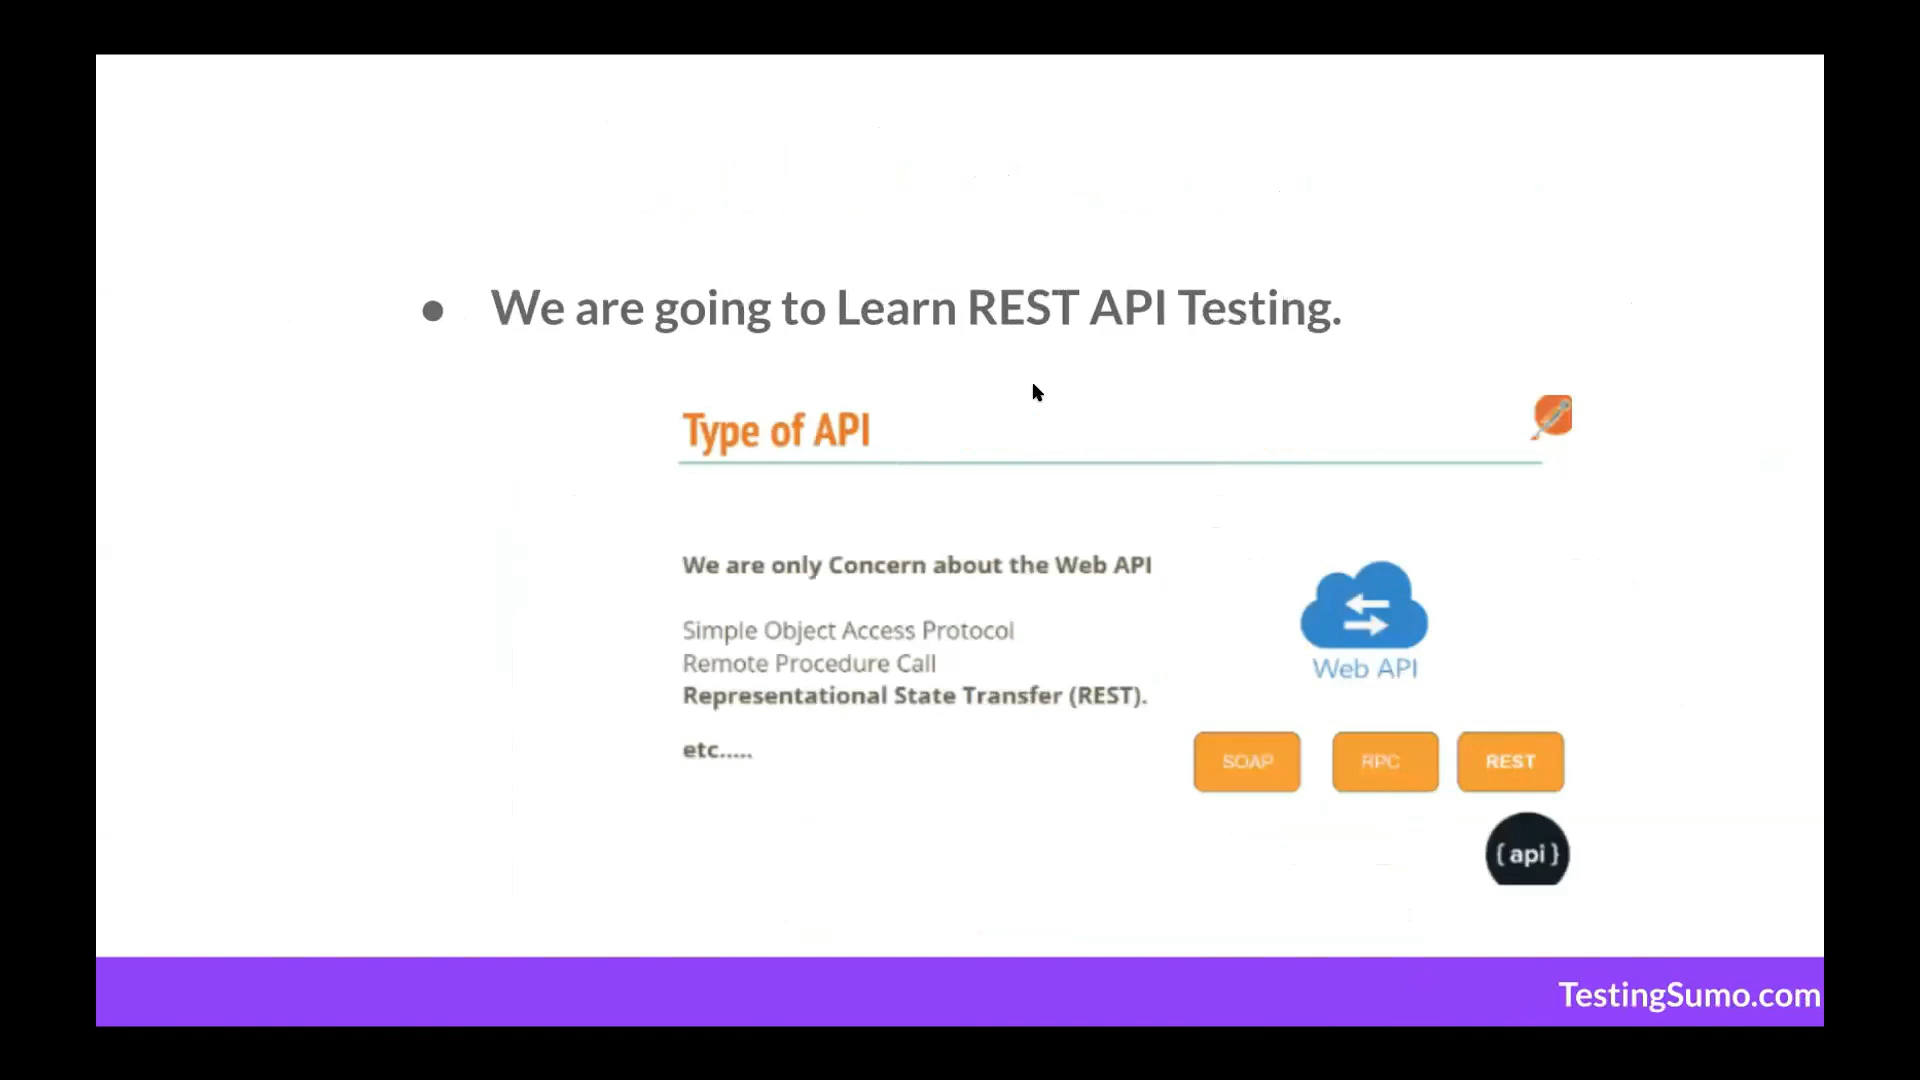 ● We are going to Learn REST API Testing.
Type of API
We are only Concern about the Web API
Simple Object Access Protocol
Remote Procedure Call
Representational State Transfer (REST).
etc.....
Web API
SOAP RPC REST
{ api }
TestingSumo.com